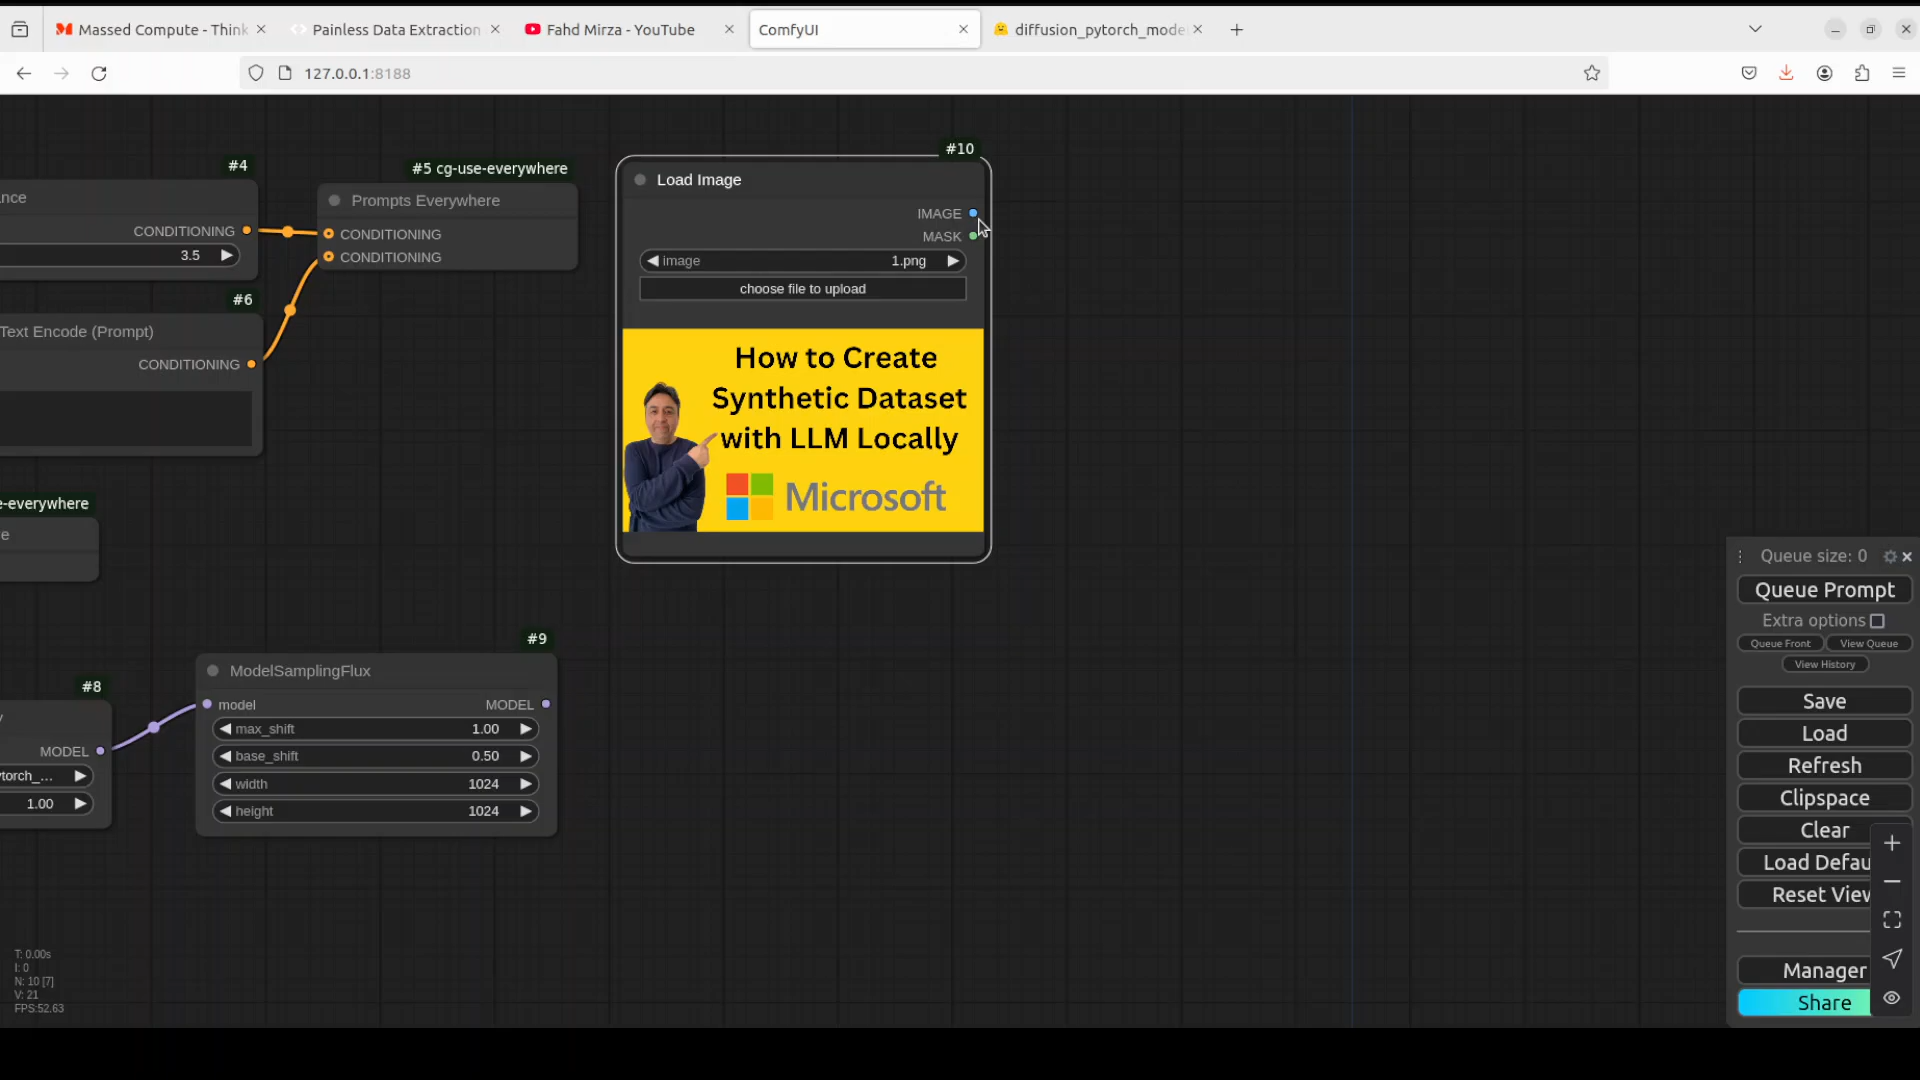 Massed Compute - Think
Painless Data Extraction
Fahd Mirza - YouTube
ComfyUI
diffusion_pytorch_mode
127.0.0.1:8188
#4
nce
CONDITIONING
3.5
#5 cg-use-everywhere
Prompts Everywhere
CONDITIONING
CONDITIONING
#6
Text Encode (Prompt)
CONDITIONING
e-everywhere
e
#8
y
MODEL
ytorch_...
1.00
#9
ModelSamplingFlux
model
MODEL
max_shift 1.00
base_shift 0.50
width 1024
height 1024
#10
Load Image
IMAGE
MASK
image 1.png
choose file to upload
How to Create
Synthetic Dataset
with LLM Locally
Microsoft
Queue size: 0
Queue Prompt
Extra options
Queue Front
View Queue
View History
Save
Load
Refresh
Clipspace
Clear
Load Defau
Reset View
Manager
Share
T: 0.00s
I: 0
N: 10 [7]
V: 21
FPS:52.63